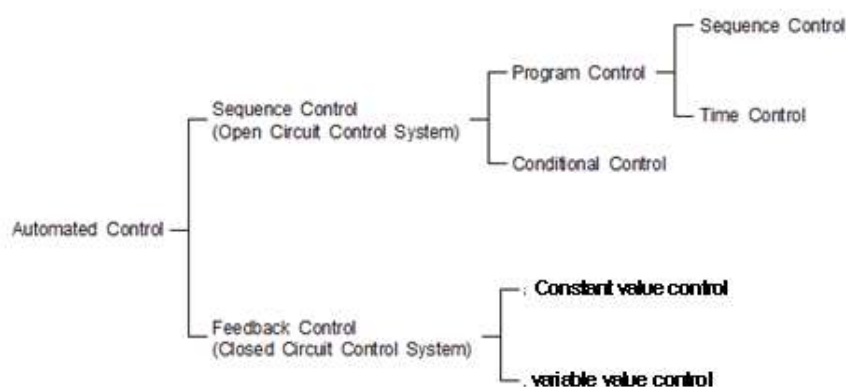 Automated Control
Sequence Control
(Open Circuit Control System)
Program Control
Sequence Control
Time Control
Conditional Control
Feedback Control
(Closed Circuit Control System)
Constant value control
variable value control